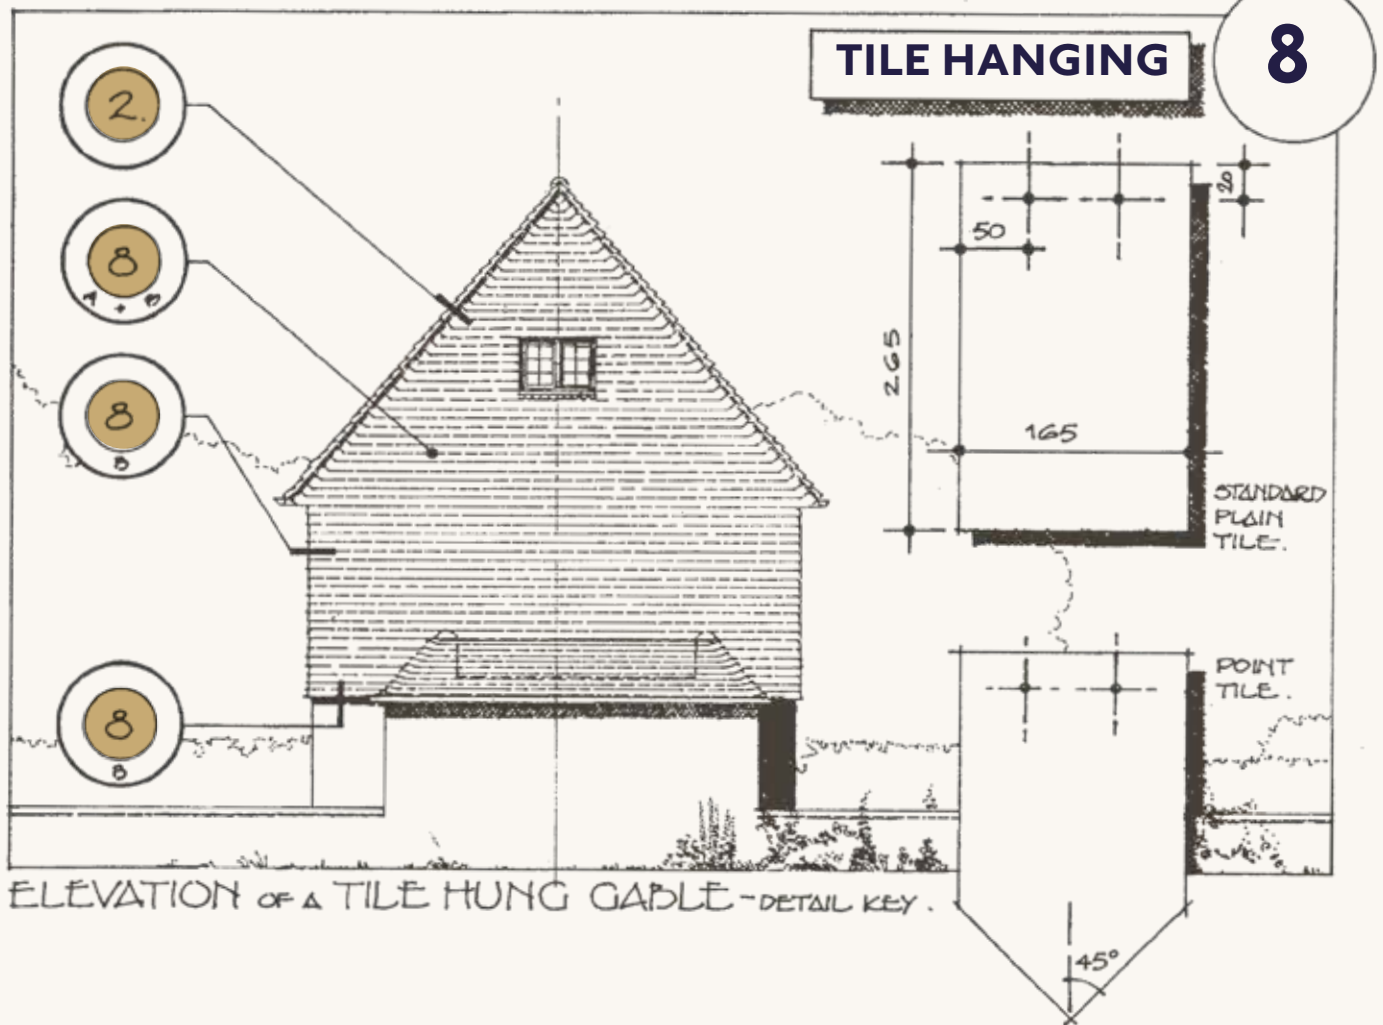 TILE HANGING
8
2.
8
A + B
8
B
8
B
20
50
265
165
STANDARD
PLAIN
TILE.
POINT
TILE.
45°
ELEVATION OF A TILE HUNG GABLE - DETAIL KEY.